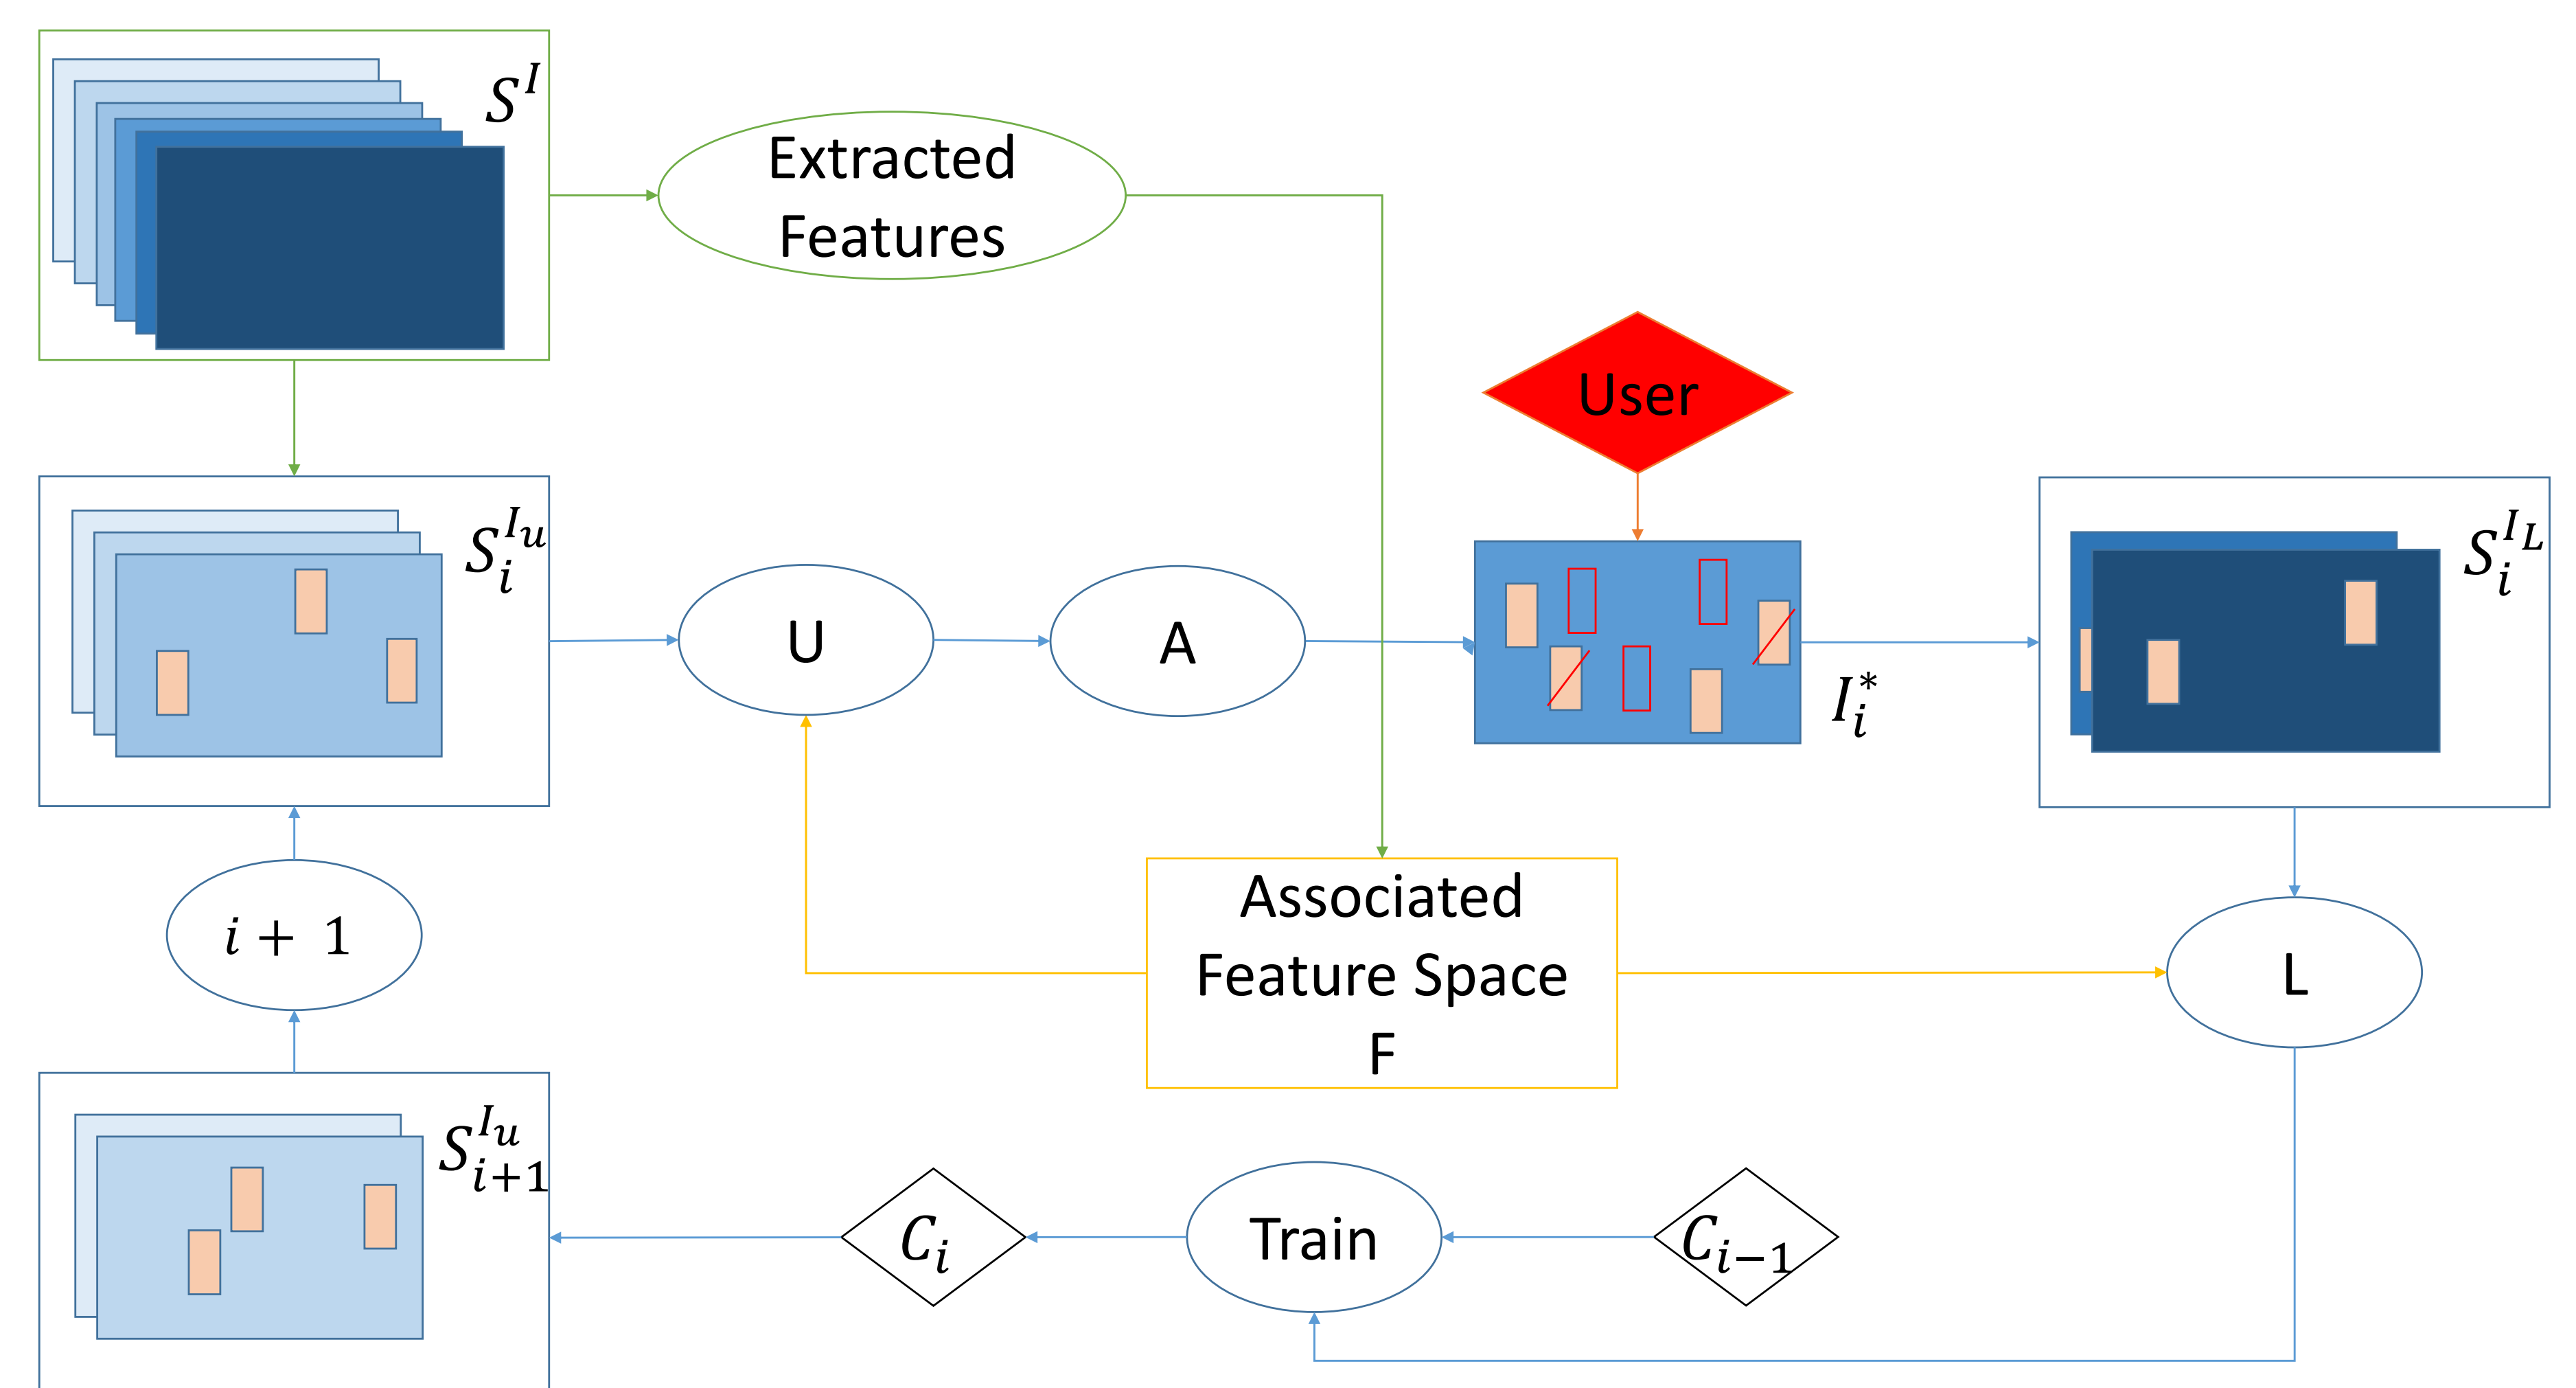 S^I
Extracted
Features
User
S_i^{I_u}
U
A
I_i^*
S_i^{I_L}
i + 1
Associated
Feature Space
F
L
S_{i+1}^{I_u}
C_i
Train
C_{i−1}